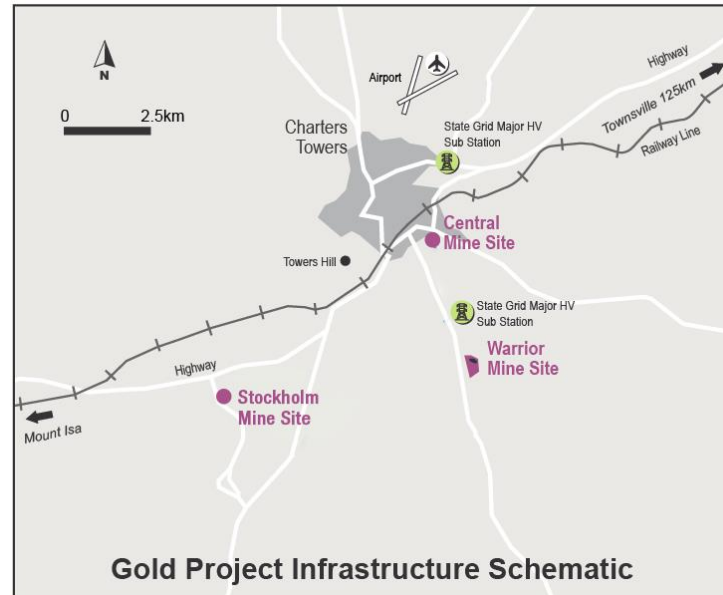 Highway
Airport
Townsville 125km
N
0 2.5km
Charters
Towers
State Grid Major HV
Sub Station
Railway Line
Central
Mine Site
Towers Hill
State Grid Major HV
Sub Station
Warrior
Mine Site
Highway
Stockholm
Mine Site
Mount Isa
Gold Project Infrastructure Schematic